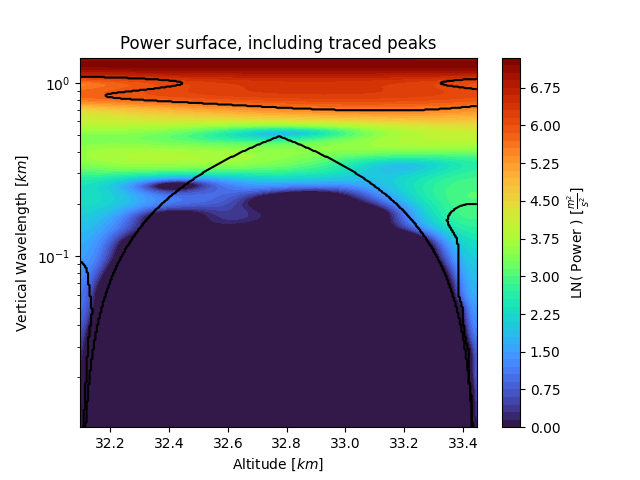 Power surface, including traced peaks
Vertical Wavelength [km]
10⁰
10⁻¹
32.2 32.4 32.6 32.8 33.0 33.2 33.4
Altitude [km]
6.75
6.00
5.25
4.50
3.75
3.00
2.25
1.50
0.75
0.00
LN( Power ) [m²/s²]